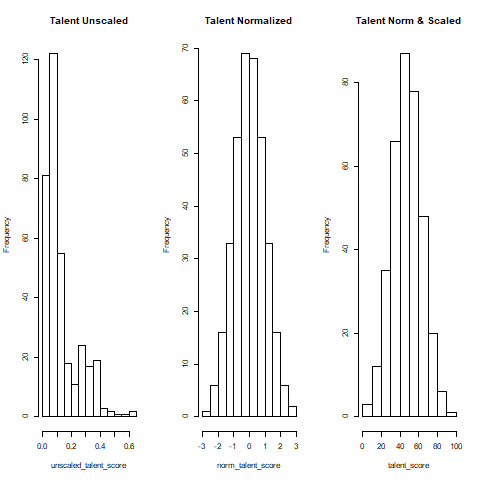 Talent Unscaled
Frequency
0 20 40 60 80 100 120
0.0 0.2 0.4 0.6
unscaled_talent_score
Talent Normalized
Frequency
0 10 20 30 40 50 60 70
-3 -2 -1 0 1 2 3
norm_talent_score
Talent Norm & Scaled
Frequency
0 20 40 60 80
0 20 40 60 80 100
talent_score